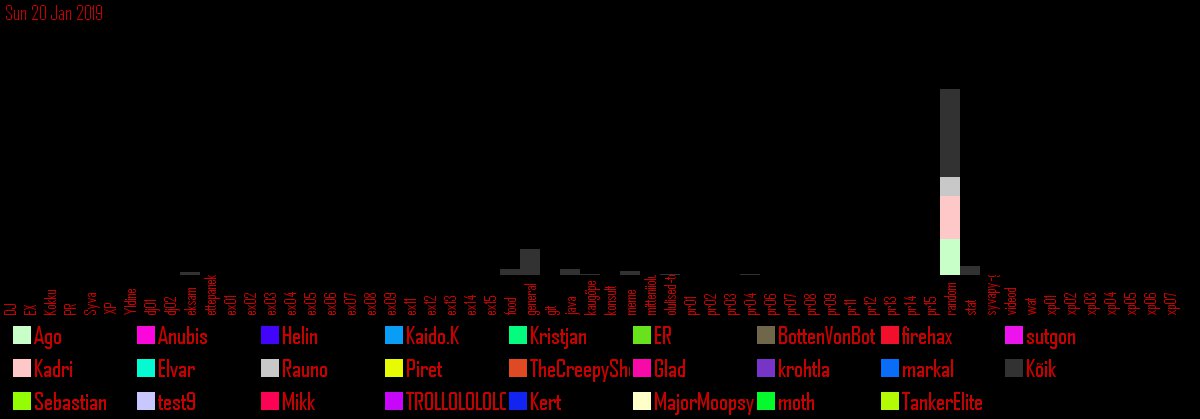 Sun 20 Jan 2019
DJ EX Kokku PR Syva XP Yldine dj01 dj02 eksam ettepanek ex01 ex02 ex03 ex04 ex05 ex06 ex07 ex08 ex09 ex11 ex12 ex13 ex14 ex15 food general git java kaugõpe konsult meme mitteniiolu olulised-te pr01 pr02 pr03 pr04 pr06 pr07 pr08 pr09 pr11 pr12 pr13 pr14 pr15 random stat videod wat xp01 xp02 xp03 xp04 xp05 xp06 xp07
Ago Anubis Helin Kaido.K Kristjan ER BottenVonBot firehax sutgon
Kadri Elvar Rauno Piret TheCreepySh Glad krohtla markal Kõik
Sebastian test9 Mikk TROLLOLOLOLO Kert MajorMoopsy moth TankerElite